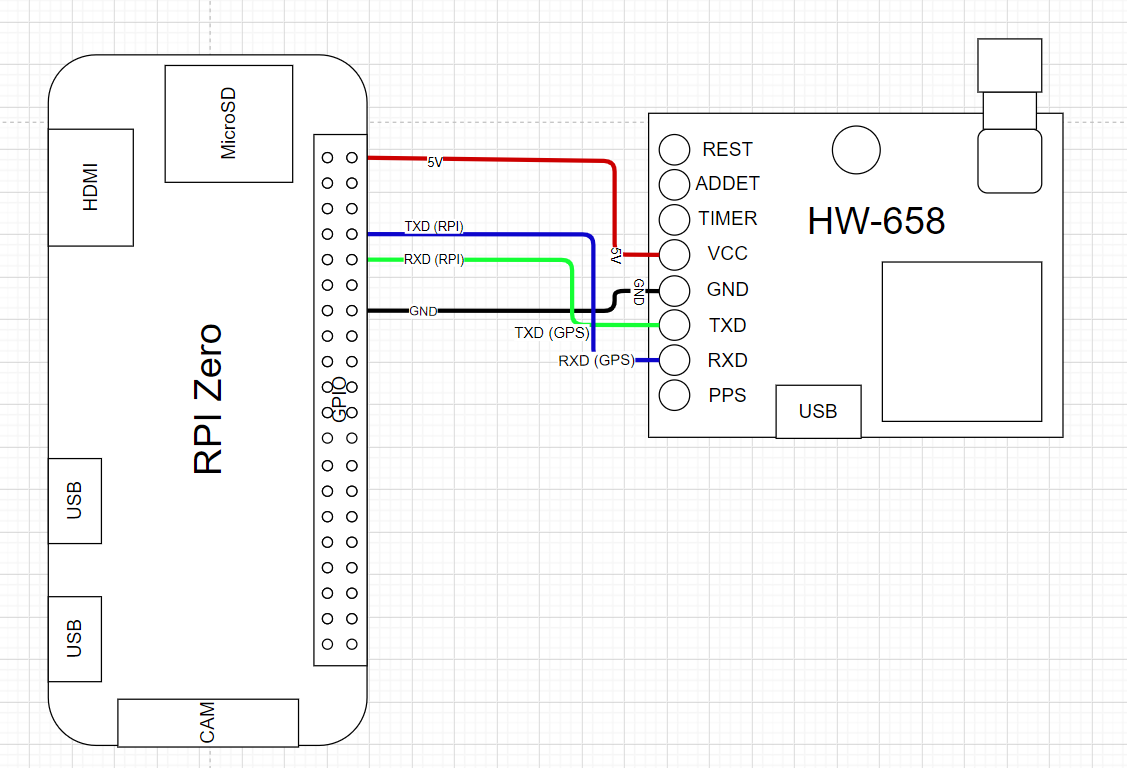 MicroSD
HDMI
RPI Zero
GPIO
USB
USB
CAM
5V
TXD (RPI)
RXD (RPI)
GND
5V
GND
TXD (GPS)
RXD (GPS)
REST
ADDET
TIMER
VCC
GND
TXD
RXD
PPS
HW-658
USB